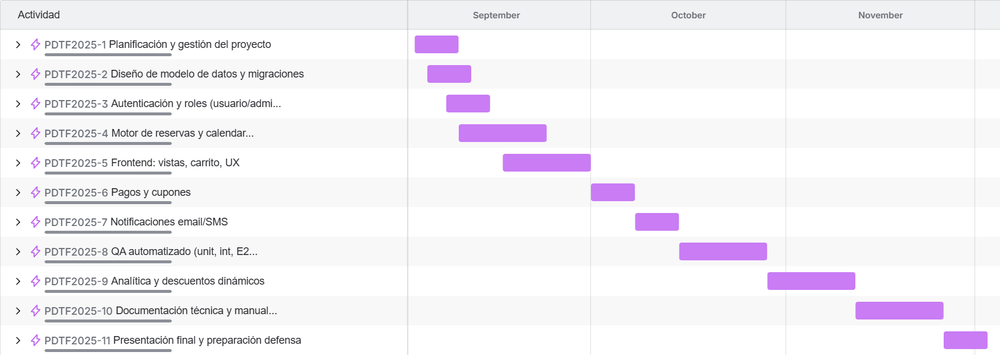 Actividad September October November
PDTF2025-1 Planificación y gestión del proyecto
PDTF2025-2 Diseño de modelo de datos y migraciones
PDTF2025-3 Autenticación y roles (usuario/admi...
PDTF2025-4 Motor de reservas y calendar...
PDTF2025-5 Frontend: vistas, carrito, UX
PDTF2025-6 Pagos y cupones
PDTF2025-7 Notificaciones email/SMS
PDTF2025-8 QA automatizado (unit, int, E2...
PDTF2025-9 Analítica y descuentos dinámicos
PDTF2025-10 Documentación técnica y manual...
PDTF2025-11 Presentación final y preparación defensa